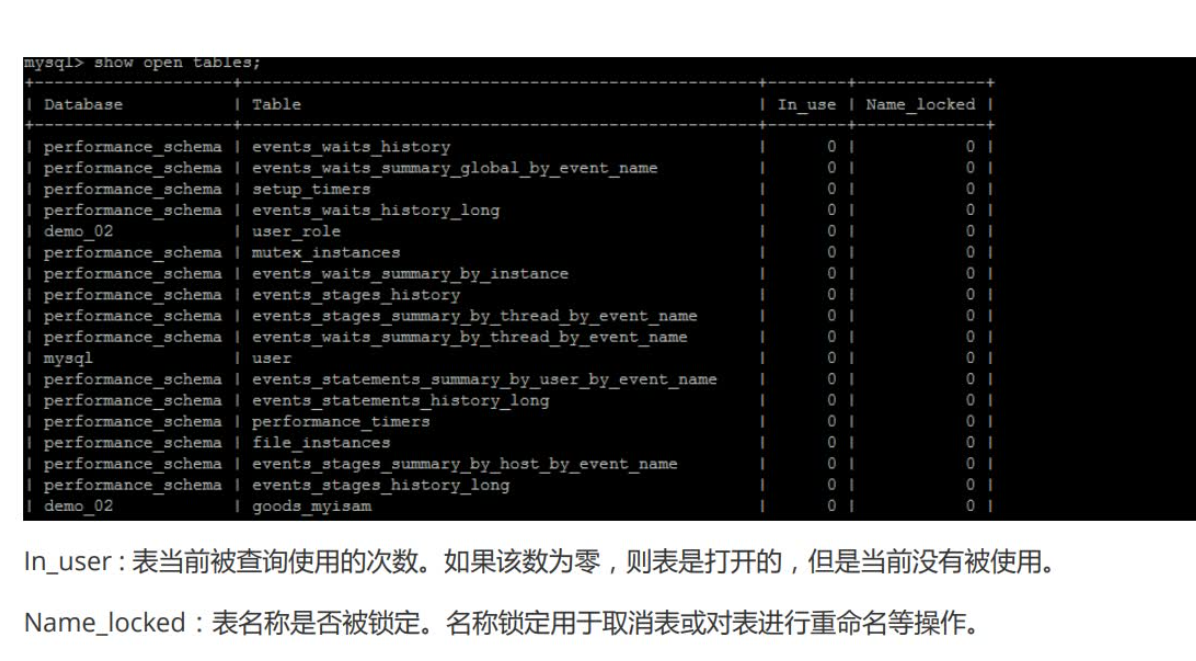 mysql> show open tables;
+--------------------+----------------------------------------------------+--------+-------------+
| Database | Table | In_use | Name_locked |
+--------------------+----------------------------------------------------+--------+-------------+
| performance_schema | events_waits_history | 0 | 0 |
| performance_schema | events_waits_summary_global_by_event_name | 0 | 0 |
| performance_schema | setup_timers | 0 | 0 |
| performance_schema | events_waits_history_long | 0 | 0 |
| demo_02 | user_role | 0 | 0 |
| performance_schema | mutex_instances | 0 | 0 |
| performance_schema | events_waits_summary_by_instance | 0 | 0 |
| performance_schema | events_stages_history | 0 | 0 |
| performance_schema | events_stages_summary_by_thread_by_event_name | 0 | 0 |
| performance_schema | events_waits_summary_by_thread_by_event_name | 0 | 0 |
| mysql | user | 0 | 0 |
| performance_schema | events_statements_summary_by_user_by_event_name | 0 | 0 |
| performance_schema | events_statements_history_long | 0 | 0 |
| performance_schema | performance_timers | 0 | 0 |
| performance_schema | file_instances | 0 | 0 |
| performance_schema | events_stages_summary_by_host_by_event_name | 0 | 0 |
| performance_schema | events_stages_history_long | 0 | 0 |
| demo_02 | goods_myisam | 0 | 0 |
In_user : 表当前被查询使用的次数。如果该数为零，则表是打开的，但是当前没有被使用。
Name_locked：表名称是否被锁定。名称锁定用于取消表或对表进行重命名等操作。